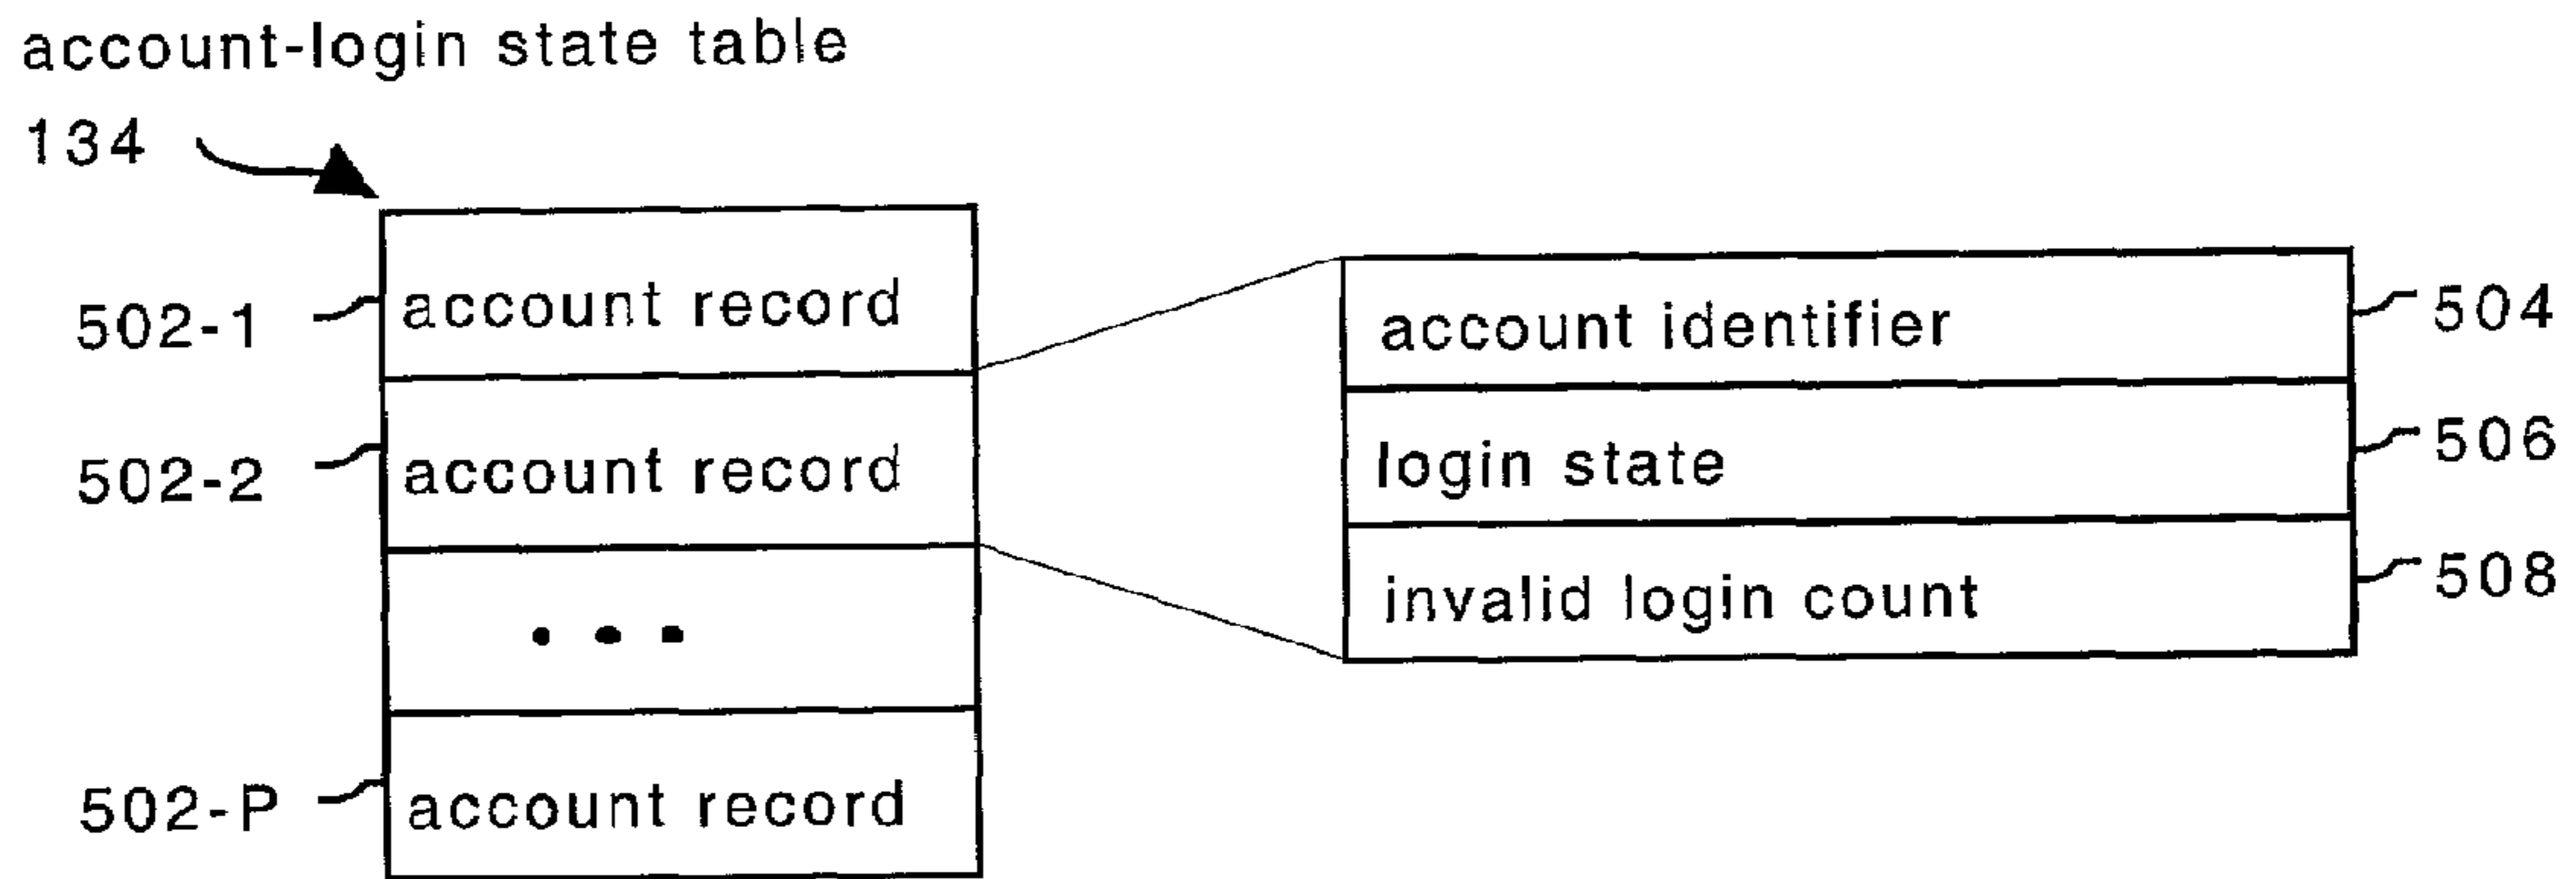 account-login state table
134
502-1
account record
502-2
account record
• • •
502-P
account record
account identifier
504
login state
506
invalid login count
508